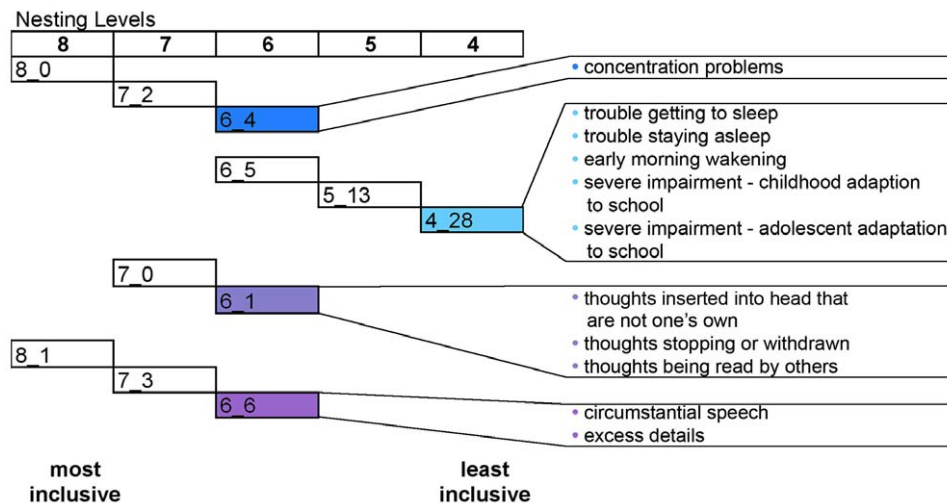 Nesting Levels
8 7 6 5 4
8_0
• concentration problems
7_2
6_4
• trouble getting to sleep
• trouble staying asleep
• early morning wakening
• severe impairment - childhood adaption
to school
• severe impairment - adolescent adaptation
to school
6_5
5_13
4_28
7_0
6_1
• thoughts inserted into head that
are not one's own
• thoughts stopping or withdrawn
• thoughts being read by others
8_1
7_3
6_6
• circumstantial speech
• excess details
most
inclusive
least
inclusive